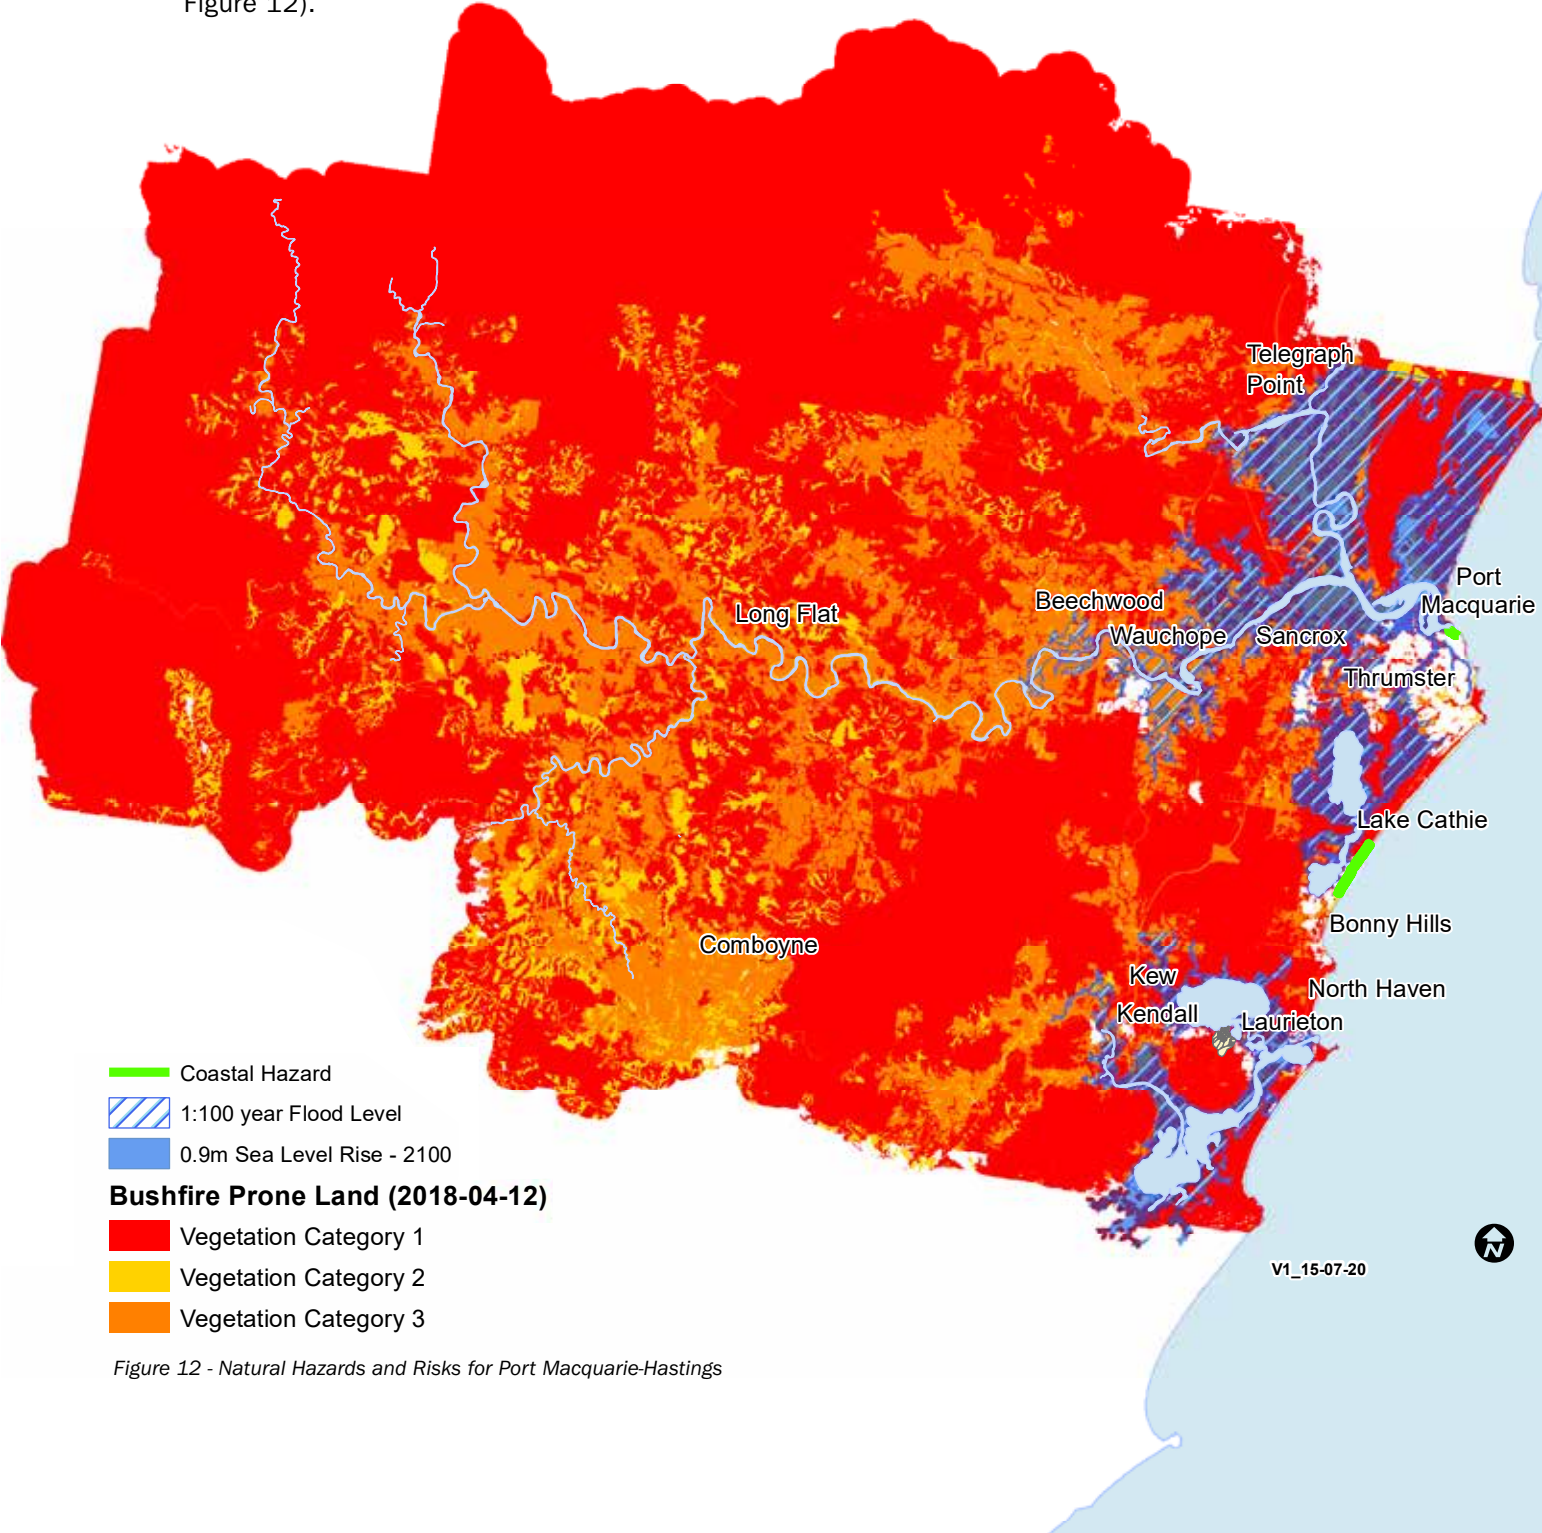 Figure 12).
Telegraph
Point
Port
Macquarie
Beechwood
Long Flat
Wauchope
Sancrox
Thrumster
Lake Cathie
Bonny Hills
Comboyne
Kew
North Haven
Kendall
Laurieton
Coastal Hazard
1:100 year Flood Level
0.9m Sea Level Rise - 2100
Bushfire Prone Land (2018-04-12)
Vegetation Category 1
Vegetation Category 2
Vegetation Category 3
N
V1_15-07-20
Figure 12 - Natural Hazards and Risks for Port Macquarie-Hastings